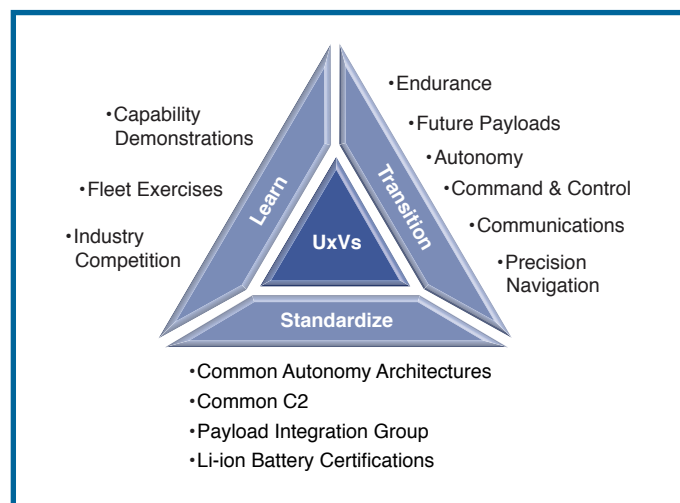 •Capability
Demonstrations
•Fleet Exercises
•Industry
Competition
Learn
•Endurance
•Future Payloads
•Autonomy
•Command & Control
•Communications
•Precision
Navigation
Transition
UxVs
Standardize
•Common Autonomy Architectures
•Common C2
•Payload Integration Group
•Li-ion Battery Certifications